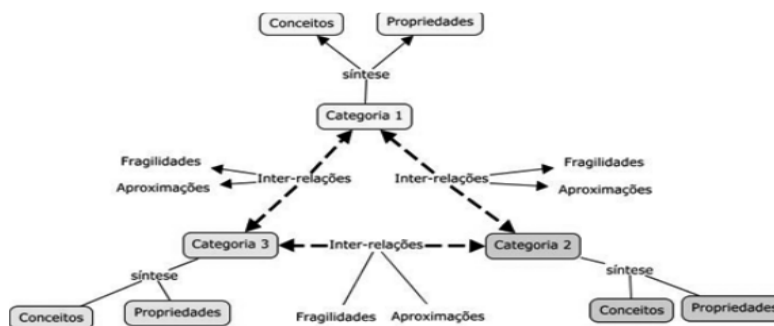 Conceitos
Propriedades
síntese
Categoria 1
Fragilidades
Inter-relações
Aproximações
Inter-relações
Fragilidades
Aproximações
Categoria 3
Inter-relações
Categoria 2
síntese
Conceitos
Propriedades
Fragilidades
Aproximações
síntese
Conceitos
Propriedades